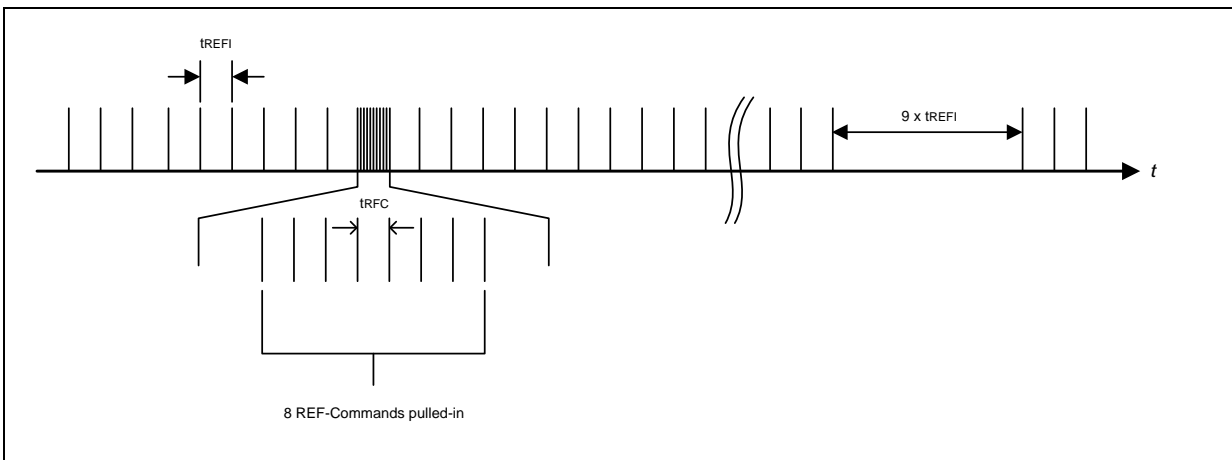 tREFI
9 x tREFI
t
tRFC
8 REF-Commands pulled-in